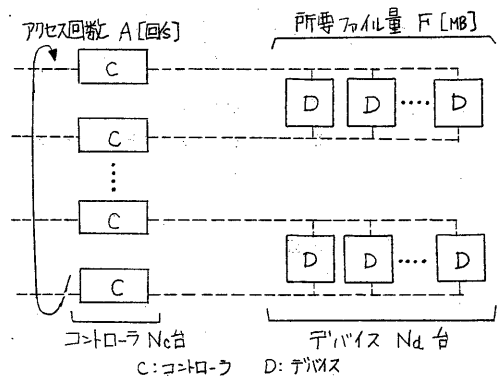 アクセス回数 A [回/s]
所要ファイル量 F [MB]
C
D D ···· D
C
C
D D ···· D
C
コントローラ Nc台
デバイス Nd 台
C:コントローラ D:デバイス